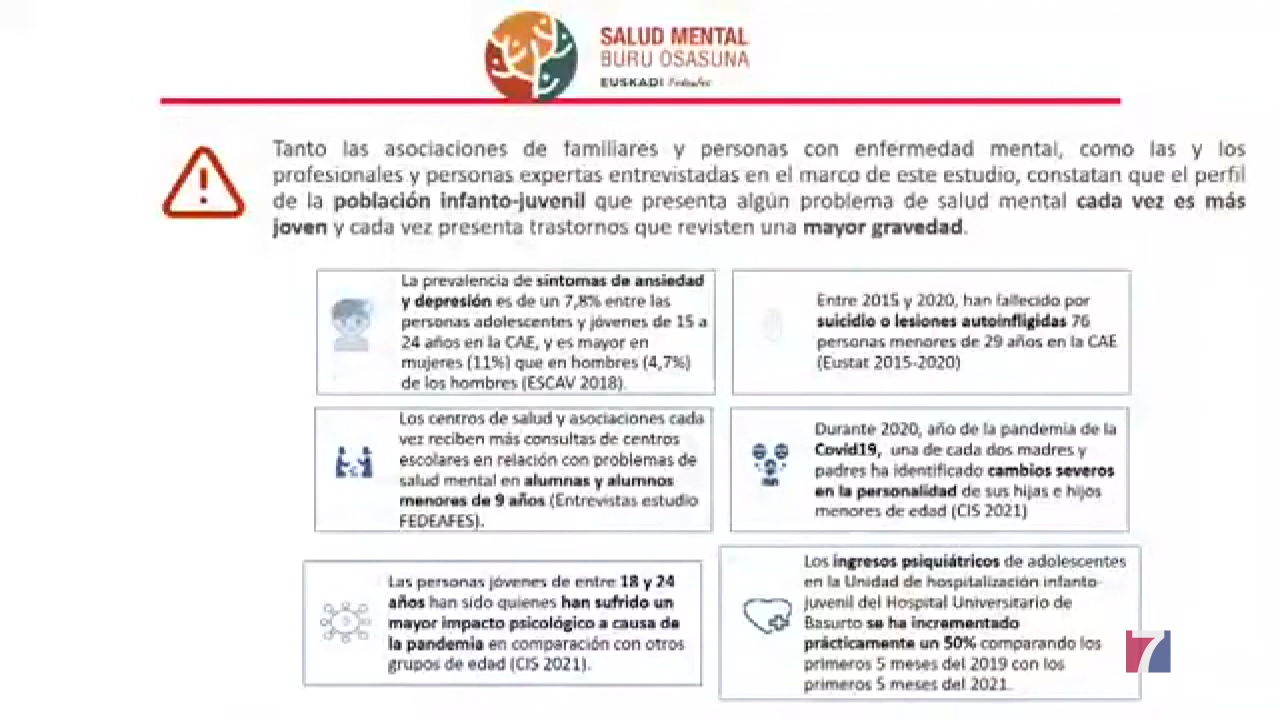 SALUD MENTAL
BURU OSASUNA
EUSKADI Fedeafes
Tanto las asociaciones de familiares y personas con enfermedad mental, como las y los
profesionales y personas expertas entrevistadas en el marco de este estudio, constatan que el perfil
de la población infanto-juvenil que presenta algún problema de salud mental cada vez es más
joven y cada vez presenta trastornos que revisten una mayor gravedad.
La prevalencia de síntomas de ansiedad
y depresión es de un 7,8% entre las
personas adolescentes y jóvenes de 15 a
24 años en la CAE, y es mayor en
mujeres (11%) que en hombres (4,7%)
de los hombres (ESCAV 2018).
Entre 2015 y 2020, han fallecido por
suicidio o lesiones autoinfligidas 76
personas menores de 29 años en la CAE
(Eustat 2015-2020)
Los centros de salud y asociaciones cada
vez reciben más consultas de centros
escolares en relación con problemas de
salud mental en alumnas y alumnos
menores de 9 años (Entrevistas estudio
FEDEAFES).
Durante 2020, año de la pandemia de la
Covid19, una de cada dos madres y
padres ha identificado cambios severos
en la personalidad de sus hijas e hijos
menores de edad (CIS 2021)
Las personas jóvenes de entre 18 y 24
años han sido quienes han sufrido un
mayor impacto psicológico a causa de
la pandemia en comparación con otros
grupos de edad (CIS 2021).
Los ingresos psiquiátricos de adolescentes
en la Unidad de hospitalización infanto-
juvenil del Hospital Universitario de
Basurto se ha incrementado
prácticamente un 50% comparando los
primeros 5 meses del 2019 con los
primeros 5 meses del 2021.
7